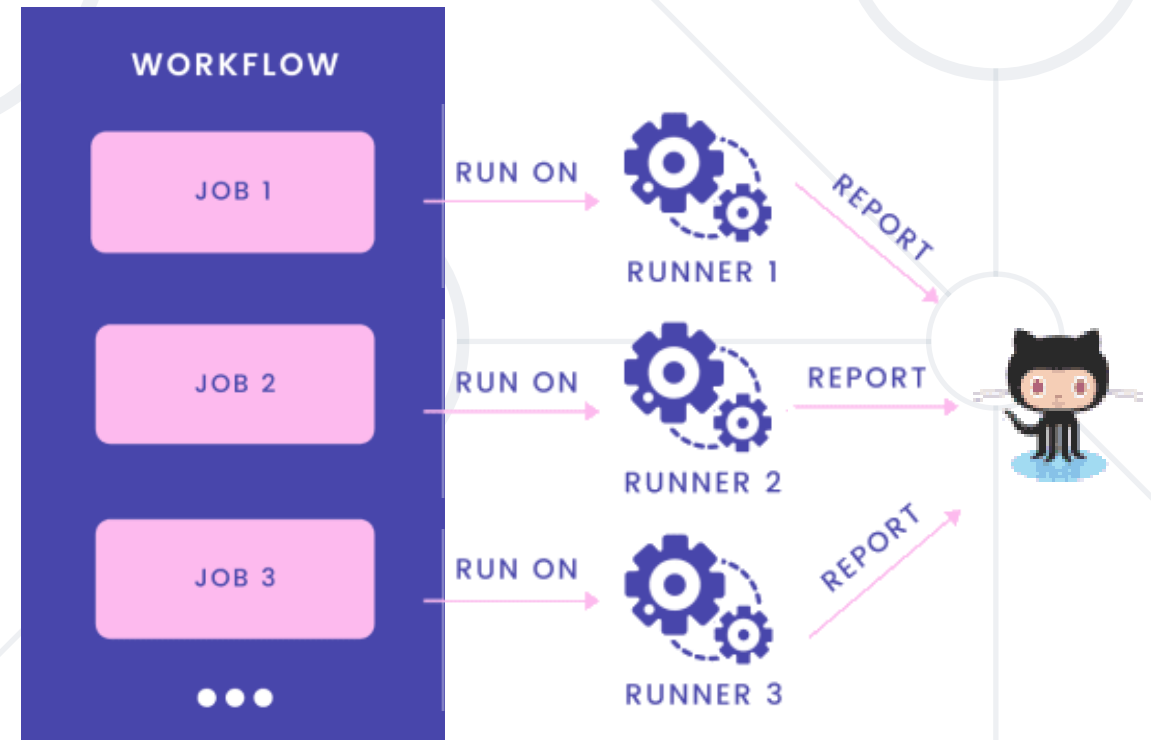 WORKFLOW
JOB 1
RUN ON
RUNNER 1
REPORT
JOB 2
RUN ON
RUNNER 2
REPORT
JOB 3
RUN ON
RUNNER 3
REPORT